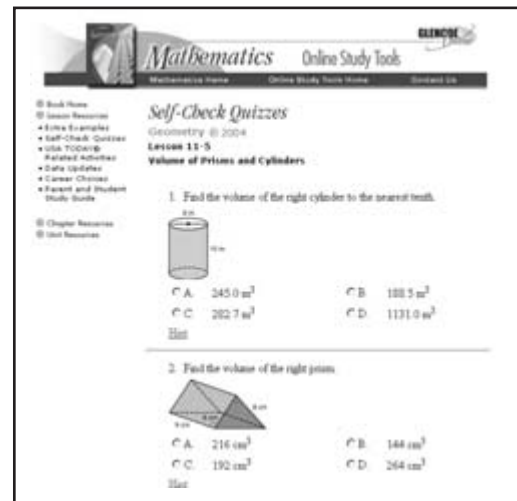 GLENCOE
Mathematics Online Study Tools
Mathematics Home Online Study Tools Home Contact Us
Book Home
Lesson Resources
Extra Examples
Self-Check Quizzes
USA TODAY®
Related Activities
Data Updates
Career Choices
Parent and Student
Study Guide
Chapter Resources
Unit Resources
Self-Check Quizzes
Geometry © 2004
Lesson 11-5
Volume of Prisms and Cylinders
1. Find the volume of the right cylinder to the nearest tenth.
A. 245.0 m³ B. 188.5 m³
C. 282.7 m³ D. 1131.0 m³
Hint
2. Find the volume of the right prism.
A. 216 cm³ B. 144 cm³
C. 192 cm³ D. 264 cm³
Hint